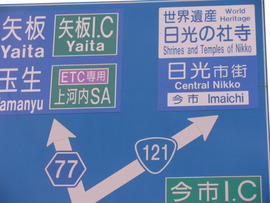 矢板
Yaita
矢板I.C
Yaita
ETC専用
上河内SA
玉生
amanyu
世界遺産 World Heritage
日光の社寺
Shrines and Temples of Nikko
日光市街
Central Nikko
今市 Imaichi
77
121
今市I.C